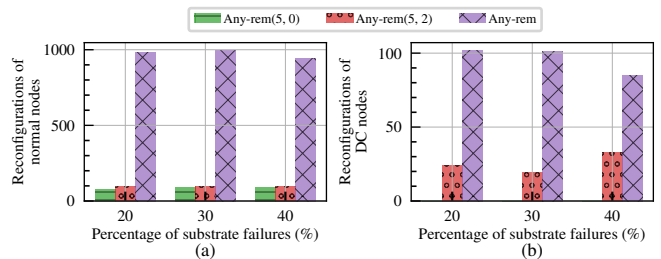 Any-rem(5, 0) Any-rem(5, 2) Any-rem
Reconfigurations of
normal nodes
1000
500
0
20 30 40
Percentage of substrate failures (%)
(a)
Reconfigurations of
DC nodes
100
50
0
20 30 40
Percentage of substrate failures (%)
(b)